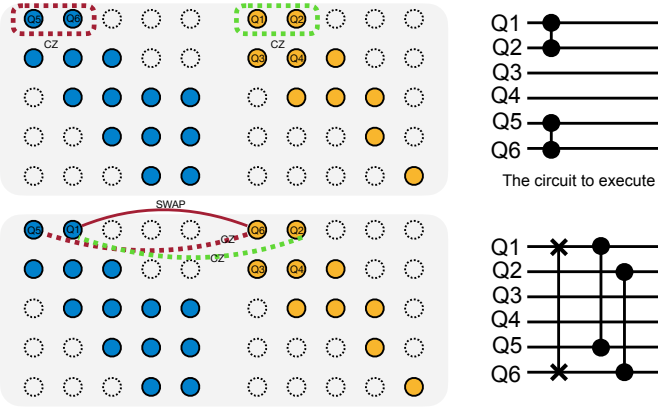 Q5 Q6 Q1 Q2
CZ CZ
Q3 Q4
Q1
Q2
Q3
Q4
Q5
Q6
The circuit to execute
SWAP
Q5 Q1 Q6 Q2
CZ
CZ
Q3 Q4
Q1
Q2
Q3
Q4
Q5
Q6